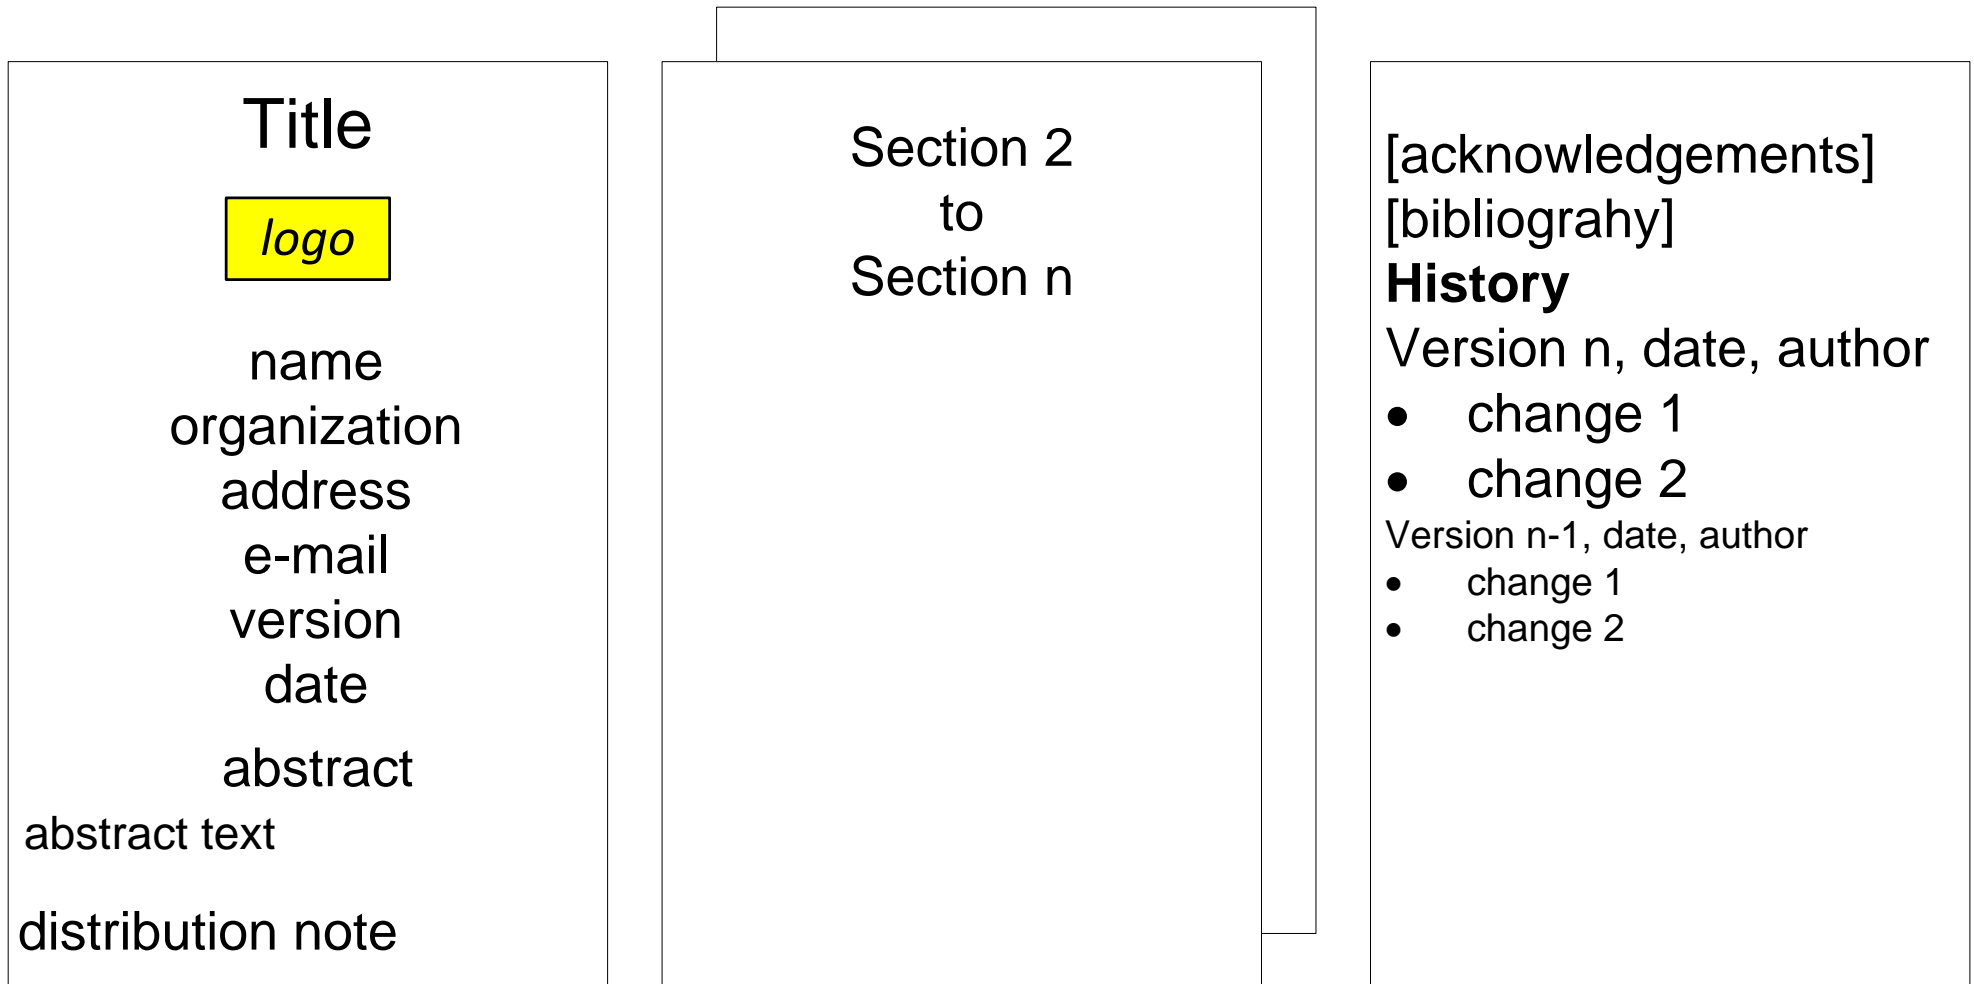 Title
logo
name
organization
address
e-mail
version
date
abstract
abstract text
distribution note
Section 2
to
Section n
[acknowledgements]
[bibliograhy]
History
Version n, date, author
• change 1
• change 2
Version n-1, date, author
• change 1
• change 2